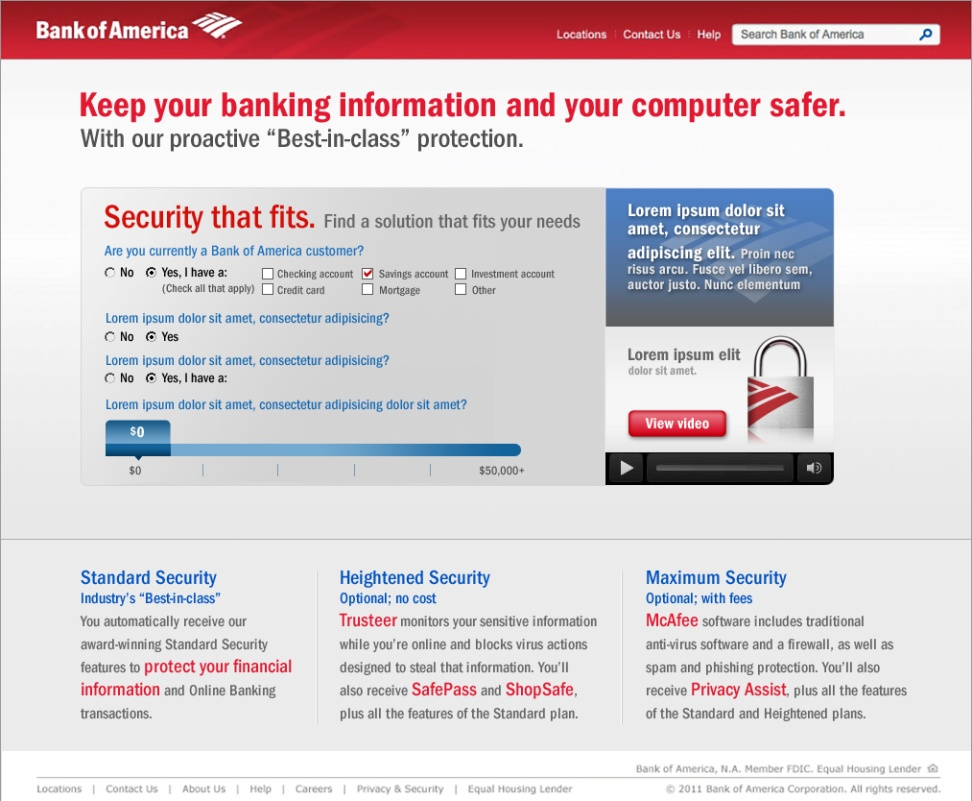 Bank of America
Locations Contact Us Help Search Bank of America
Keep your banking information and your computer safer.
With our proactive “Best-in-class” protection.
Security that fits. Find a solution that fits your needs
Are you currently a Bank of America customer?
No Yes, I have a: Checking account Savings account Investment account
(Check all that apply) Credit card Mortgage Other
Lorem ipsum dolor sit amet, consectetur adipisicing?
No Yes
Lorem ipsum dolor sit amet, consectetur adipisicing?
No Yes, I have a:
Lorem ipsum dolor sit amet, consectetur adipisicing dolor sit amet?
$0
$0 $50,000+
Lorem ipsum dolor sit
amet, consectetur
adipiscing elit. Proin nec
risus arcu. Fusce vel libero sem,
auctor justo. Nunc elementum
Lorem ipsum elit
dolor sit amet.
View video
Standard Security
Industry’s “Best-in-class”
You automatically receive our
award-winning Standard Security
features to protect your financial
information and Online Banking
transactions.
Heightened Security
Optional; no cost
Trusteer monitors your sensitive information
while you’re online and blocks virus actions
designed to steal that information. You’ll
also receive SafePass and ShopSafe,
plus all the features of the Standard plan.
Maximum Security
Optional; with fees
McAfee software includes traditional
anti-virus software and a firewall, as well as
spam and phishing protection. You’ll also
receive Privacy Assist, plus all the features
of the Standard and Heightened plans.
Bank of America, N.A. Member FDIC. Equal Housing Lender
Locations | Contact Us | About Us | Help | Careers | Privacy & Security | Equal Housing Lender © 2011 Bank of America Corporation. All rights reserved.